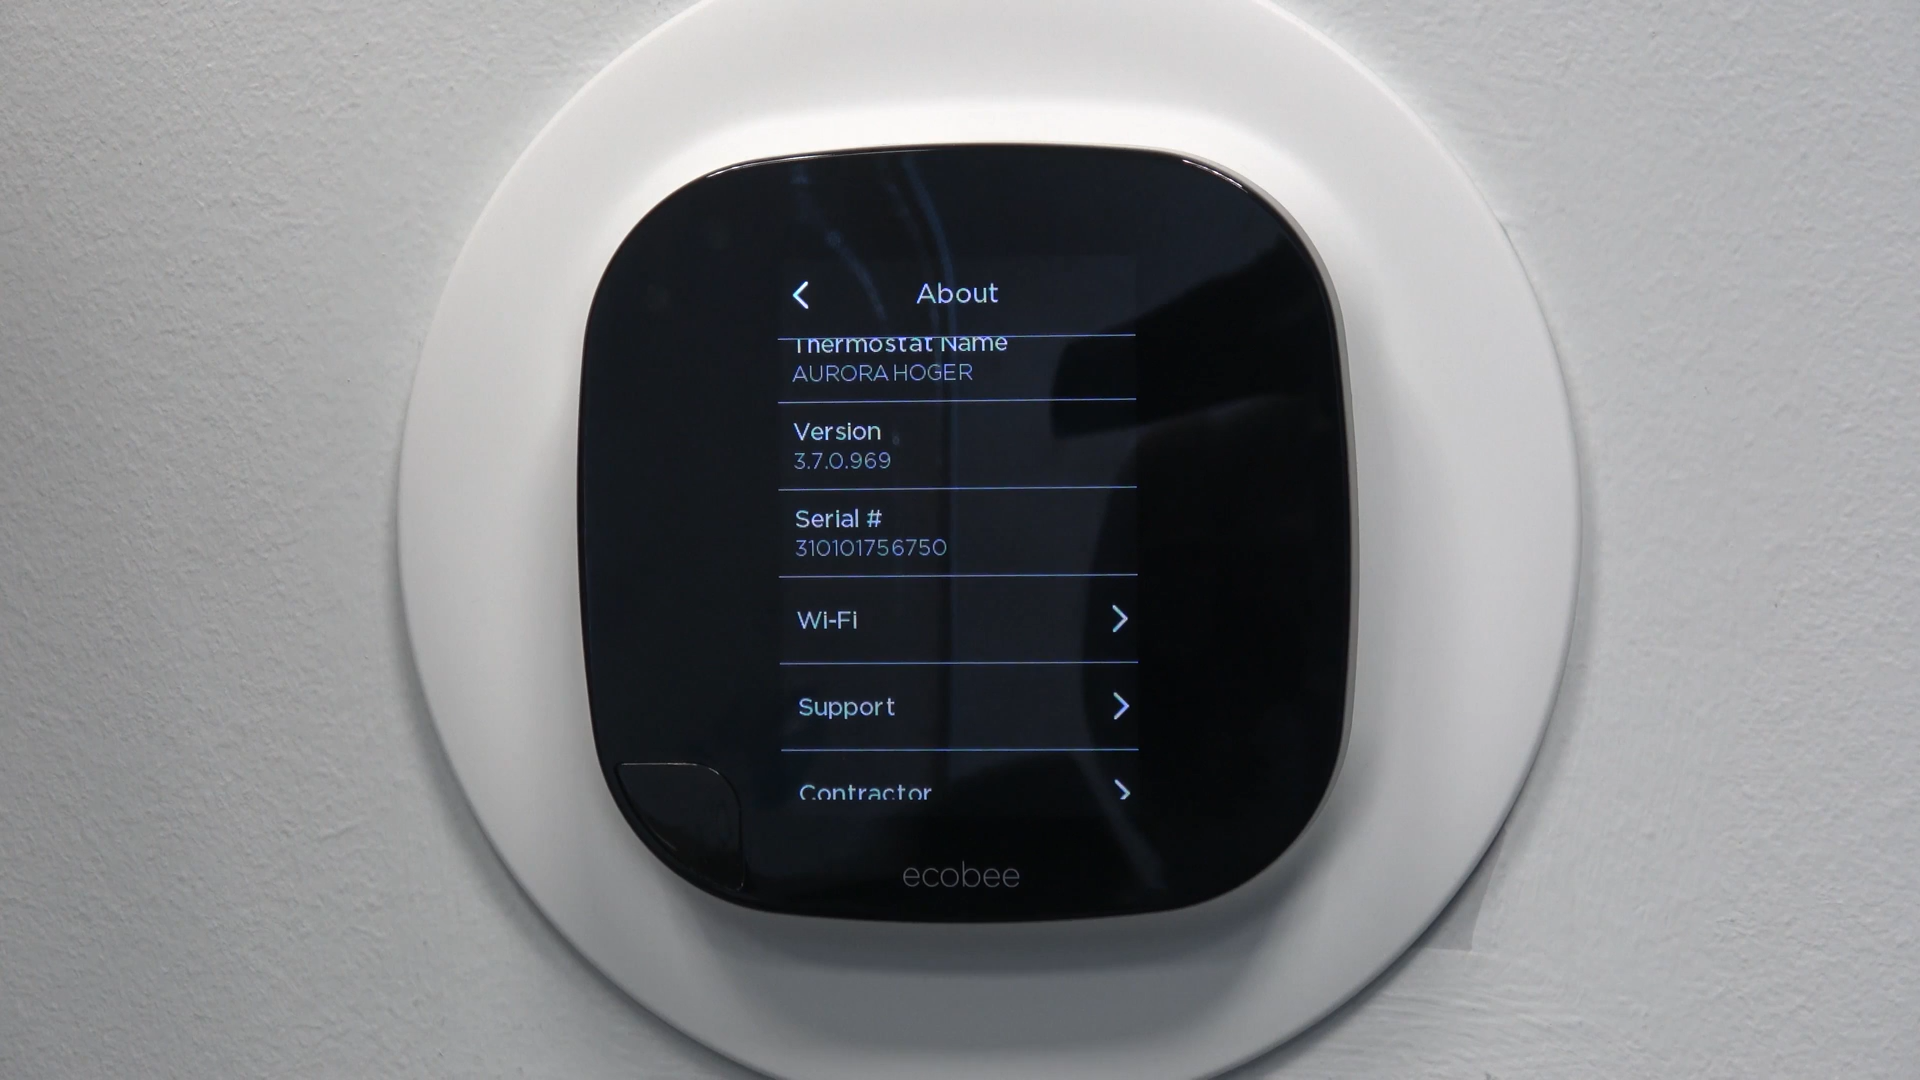 About
Thermostat Name
AURORA HOGER
Version
3.7.0.969
Serial #
310101756750
Wi-Fi
Support
Contractor
ecobee